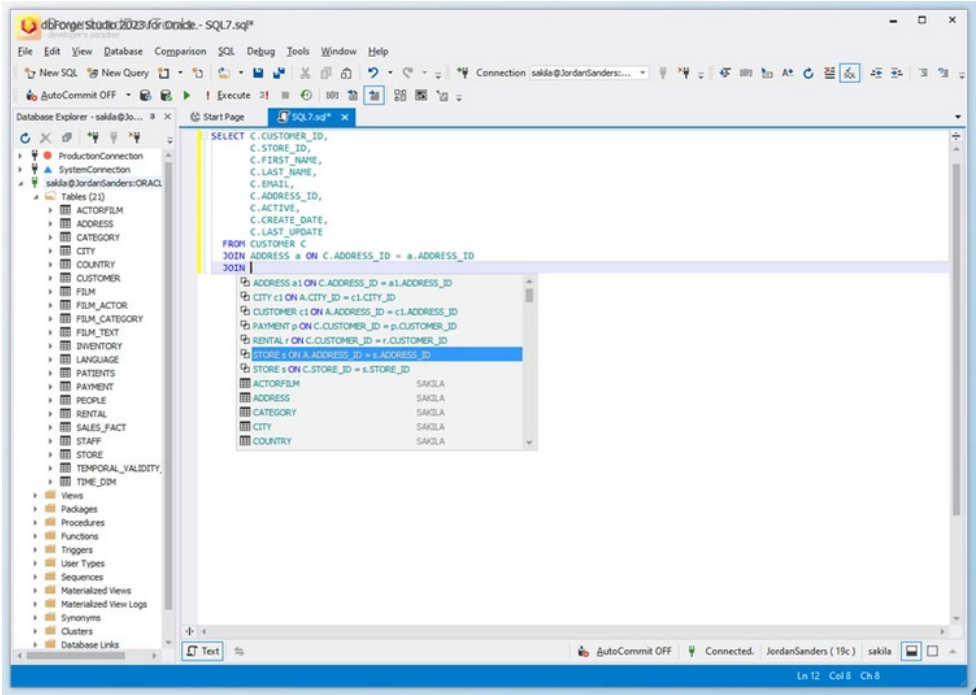 dbForge Studio 2023 for Oracle - SQL7.sql*
File Edit View Database Comparison SQL Debug Tools Window Help
New SQL New Query Connection sakila@JordanSanders:...
AutoCommit OFF Execute
Database Explorer - sakila@Jo...
Start Page SQL7.sql*
ProductionConnection
SystemConnection
sakila@JordanSanders:ORACL
Tables (21)
ACTORFILM
ADDRESS
CATEGORY
CITY
COUNTRY
CUSTOMER
FILM
FILM_ACTOR
FILM_CATEGORY
FILM_TEXT
INVENTORY
LANGUAGE
PATIENTS
PAYMENT
PEOPLE
RENTAL
SALES_FACT
STAFF
STORE
TEMPORAL_VALIDITY_
TIME_DIM
Views
Packages
Procedures
Functions
Triggers
User Types
Sequences
Materialized Views
Materialized View Logs
Synonyms
Clusters
Database Links
SELECT C.CUSTOMER_ID,
C.STORE_ID,
C.FIRST_NAME,
C.LAST_NAME,
C.EMAIL,
C.ADDRESS_ID,
C.ACTIVE,
C.CREATE_DATE,
C.LAST_UPDATE
FROM CUSTOMER C
JOIN ADDRESS a ON C.ADDRESS_ID = a.ADDRESS_ID
JOIN
ADDRESS a1 ON C.ADDRESS_ID = a1.ADDRESS_ID
CITY c1 ON A.CITY_ID = c1.CITY_ID
CUSTOMER c1 ON A.ADDRESS_ID = c1.ADDRESS_ID
PAYMENT p ON C.CUSTOMER_ID = p.CUSTOMER_ID
RENTAL r ON C.CUSTOMER_ID = r.CUSTOMER_ID
STORE s ON A.ADDRESS_ID = s.ADDRESS_ID
STORE s ON C.STORE_ID = s.STORE_ID
ACTORFILM SAKILA
ADDRESS SAKILA
CATEGORY SAKILA
CITY SAKILA
COUNTRY SAKILA
Text
AutoCommit OFF Connected. JordanSanders (19c) sakila
Ln 12 Col 8 Ch 8